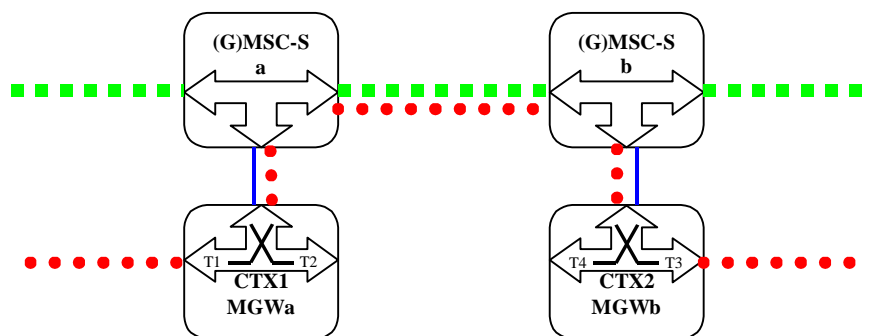 (G)MSC-S
a
(G)MSC-S
b
T1
T2
CTX1
MGWa
T4
T3
CTX2
MGWb